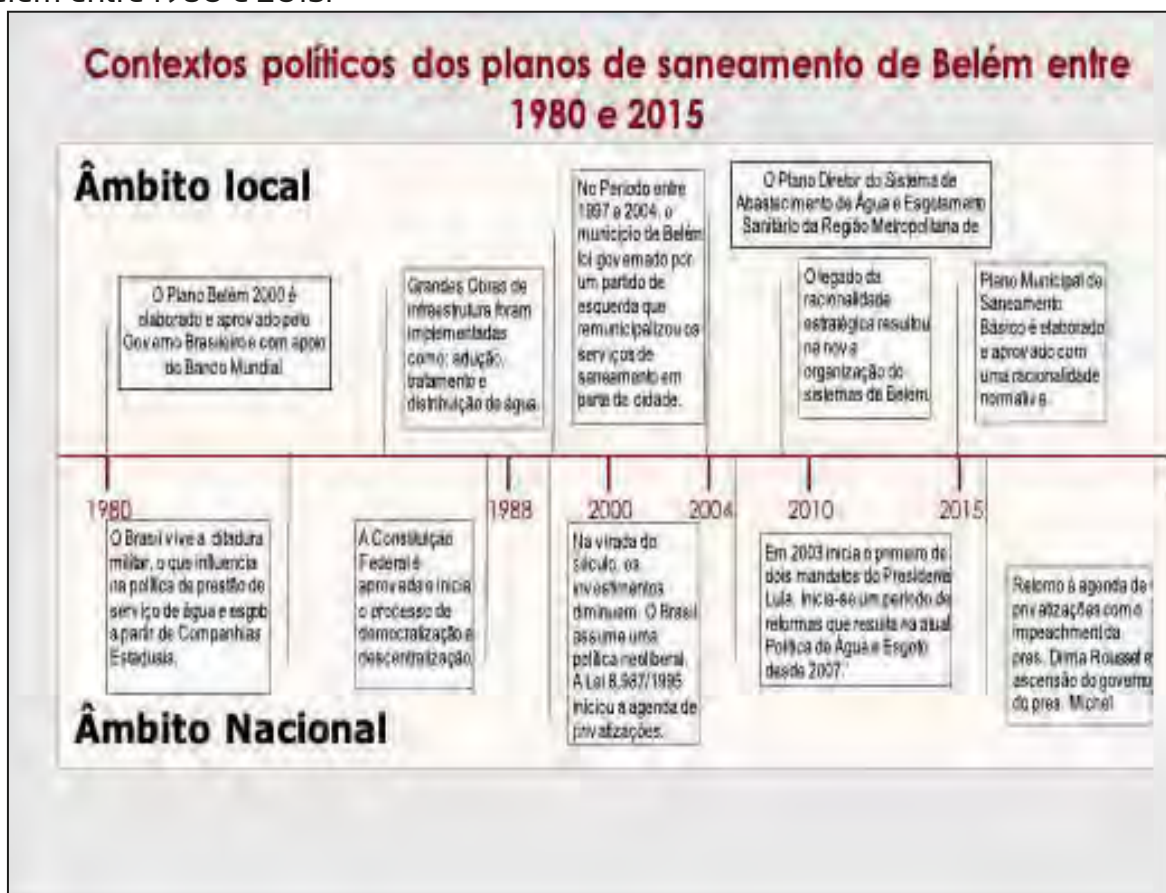 elém entre 1980 e 2015.
Contextos políticos dos planos de saneamento de Belém entre
1980 e 2015
Âmbito local
O Plano Belém 2000 é
elaborado e aprovado pelo
Governo Brasileiro e com apoio
do Banco Mundial
Grandes Obras de
infraestrutura foram
implementadas
como: adução,
tratamento e
distribuição de água.
No Período entre
1997 e 2004, o
município de Belém
foi governado por
um partido de
esquerda que
remunicipalizou os
serviços de
saneamento em
parte da cidade.
O Plano Diretor do Sistema de
Abastecimento de Água e Esgotamento
Sanitário da Região Metropolitana de
O legado da
racionalidade
estratégica resultou
na nova
organização do
sistemas de Belém.
Plano Municipal de
Saneamento
Básico é elaborado
e aprovado com
uma racionalidade
normativa.
1980
1988
2000
2004
2010
2015
O Brasil vive a ditadura
militar, o que influencia
na política de prestão de
serviço de água e esgoto
a partir de Companhias
Estaduais.
A Constituição
Federal é
aprovada e inicia
o processo de
democratização e
descentralização.
Na virada do
século, os
investimentos
diminuem. O Brasil
assume uma
política neoliberal.
A Lei 8.987/1995
iniciou a agenda de
privatizações.
Em 2003 inicia o primeiro de
dois mandatos do Presidente
Lula. Inicia-se um período de
reformas que resulta na atual
Política de Água e Esgoto
desde 2007.
Retorno à agenda de
privatizações com o
impeachment da
pres. Dilma Roussef e
ascensão do governo
do pres. Michel
Âmbito Nacional